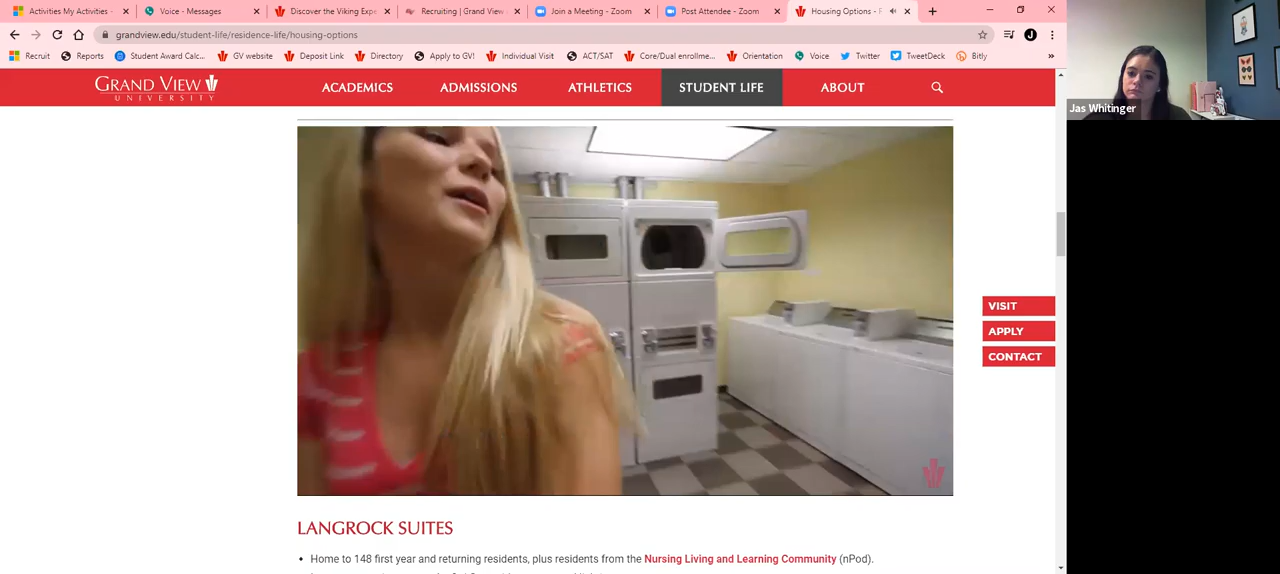 Activities My Activities -
Voice - Messages
Discover the Viking Expe
Recruiting | Grand View
Join a Meeting - Zoom
Post Attendee - Zoom
Housing Options - F
grandview.edu/student-life/residence-life/housing-options
J
Recruit
Reports
Student Award Calc...
GV website
Deposit Link
Directory
Apply to GV!
Individual Visit
ACT/SAT
Core/Dual enrollme...
Orientation
Voice
Twitter
TweetDeck
Bitly
»
GRAND VIEW
UNIVERSITY
ACADEMICS
ADMISSIONS
ATHLETICS
STUDENT LIFE
ABOUT
Jas Whitinger
VISIT
APPLY
CONTACT
LANGROCK SUITES
• Home to 148 first year and returning residents, plus residents from the Nursing Living and Learning Community (nPod).